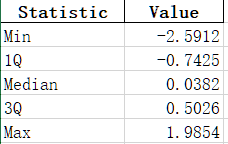 Statistic Value
Min -2.5912
1Q -0.7425
Median 0.0382
3Q 0.5026
Max 1.9854